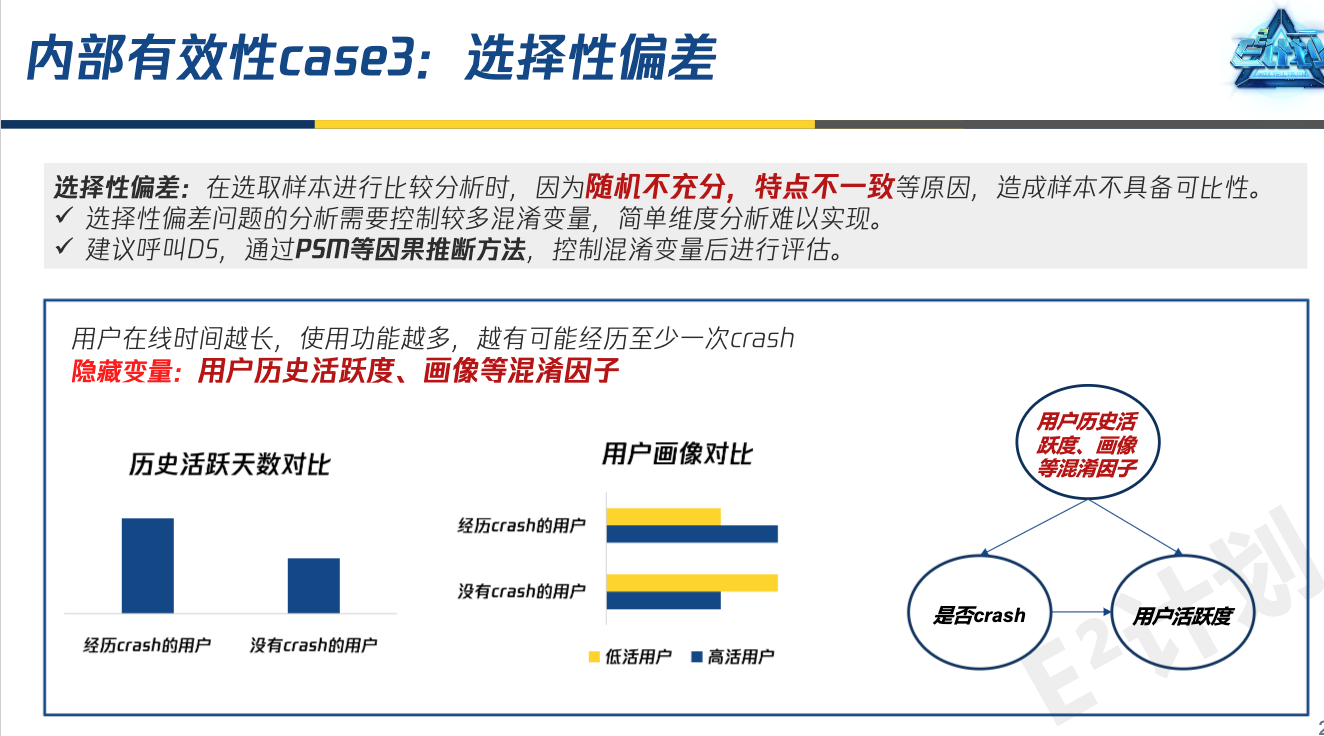 内部有效性case3：选择性偏差
E²计划
选择性偏差：在选取样本进行比较分析时，因为随机不充分，特点不一致等原因，造成样本不具备可比性。
✓ 选择性偏差问题的分析需要控制较多混淆变量，简单维度分析难以实现。
✓ 建议呼叫DS，通过PSM等因果推断方法，控制混淆变量后进行评估。
用户在线时间越长，使用功能越多，越有可能经历至少一次crash
隐藏变量：用户历史活跃度、画像等混淆因子
历史活跃天数对比
经历crash的用户
没有crash的用户
用户画像对比
经历crash的用户
没有crash的用户
低活用户
高活用户
用户历史活
跃度、画像
等混淆因子
是否crash
用户活跃度
E²计划